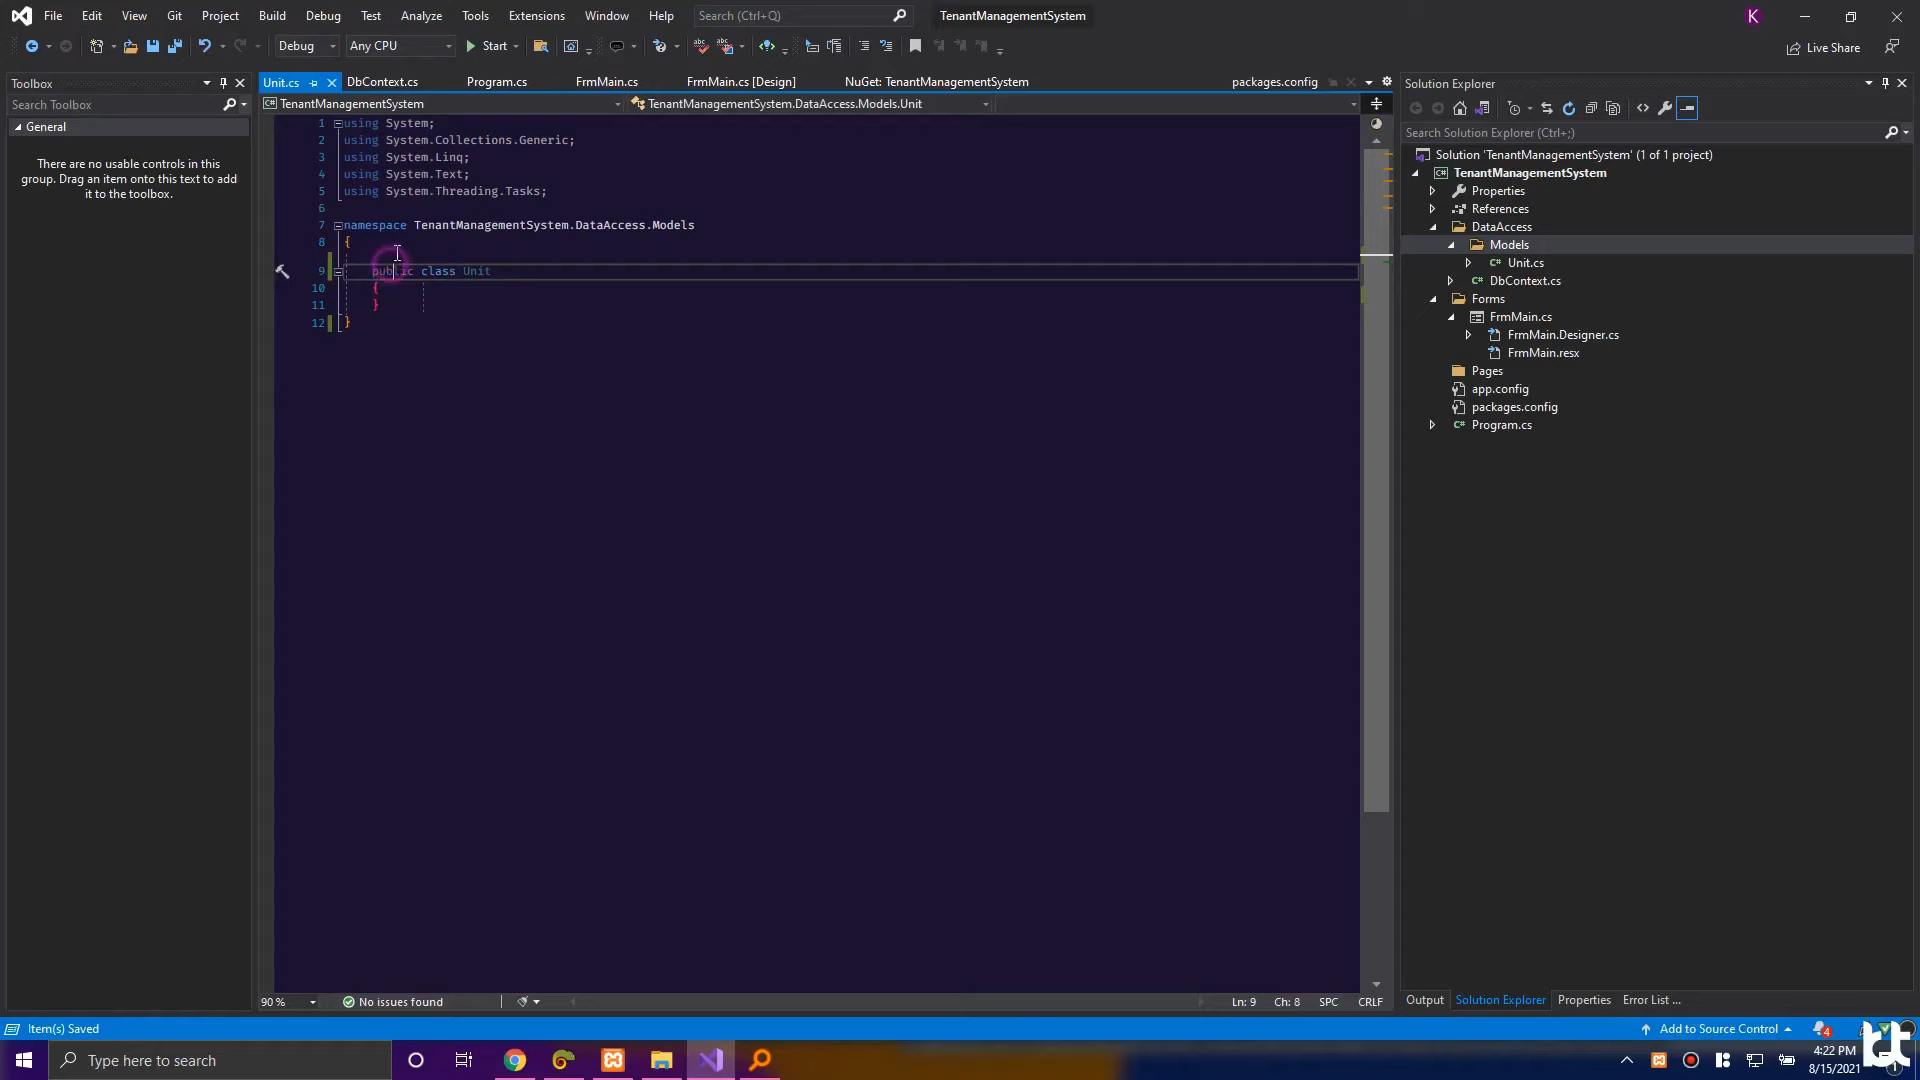 File Edit View Git Project Build Debug Test Analyze Tools Extensions Window Help Search (Ctrl+Q) TenantManagementSystem K
Debug Any CPU Start Live Share
Toolbox
Search Toolbox
General
There are no usable controls in this
group. Drag an item onto this text to add
it to the toolbox.
Unit.cs DbContext.cs Program.cs FrmMain.cs FrmMain.cs [Design] NuGet: TenantManagementSystem packages.config
TenantManagementSystem TenantManagementSystem.DataAccess.Models.Unit
1 using System;
2 using System.Collections.Generic;
3 using System.Linq;
4 using System.Text;
5 using System.Threading.Tasks;
6
7 namespace TenantManagementSystem.DataAccess.Models
8 {
9 public class Unit
10 {
11 }
12 }
90 % No issues found Ln: 9 Ch: 8 SPC CRLF
Solution Explorer
Search Solution Explorer (Ctrl+;)
Solution 'TenantManagementSystem' (1 of 1 project)
C# TenantManagementSystem
Properties
References
DataAccess
Models
C# Unit.cs
C# DbContext.cs
Forms
FrmMain.cs
FrmMain.Designer.cs
FrmMain.resx
Pages
app.config
packages.config
C# Program.cs
Output Solution Explorer Properties Error List ...
Item(s) Saved Add to Source Control 4
Type here to search 4:22 PM
8/15/2021